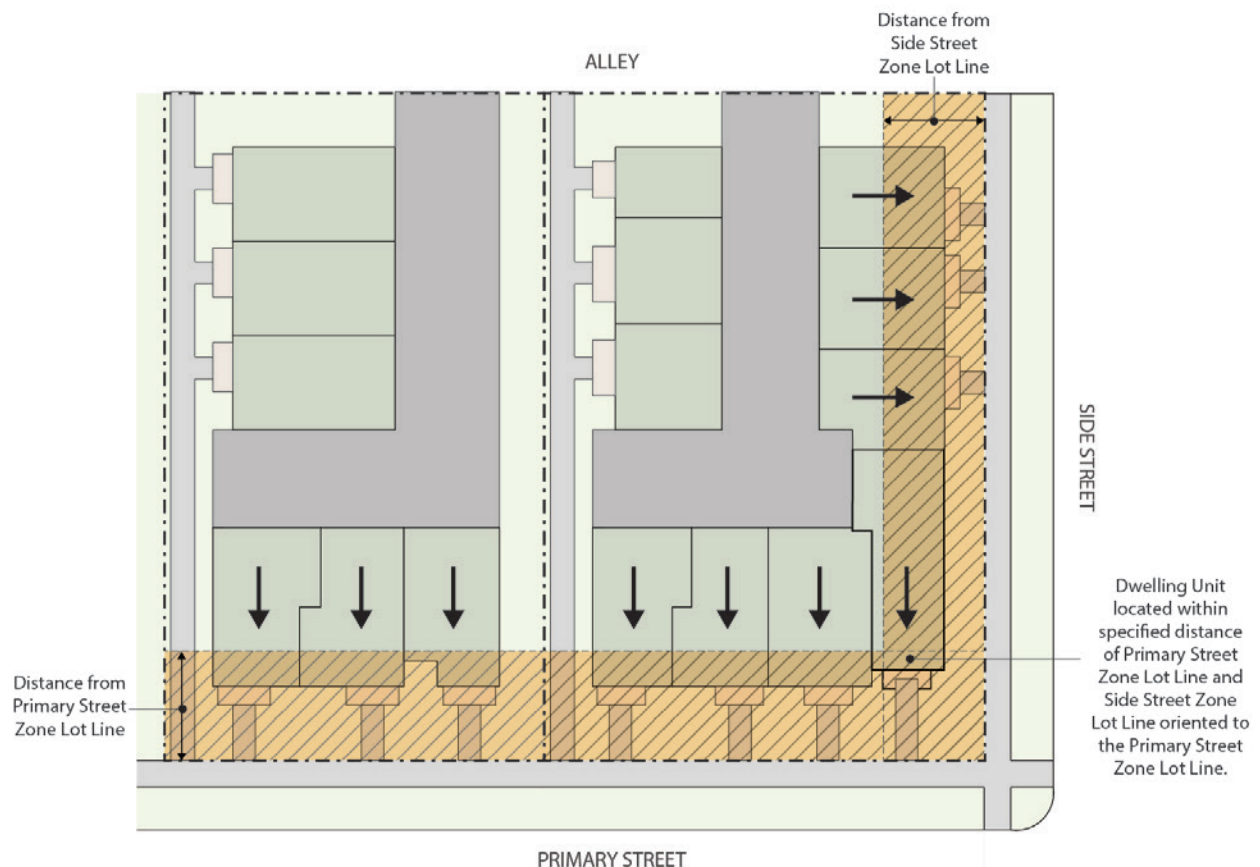 Distance from
Side Street
Zone Lot Line
ALLEY
SIDE STREET
Distance from
Primary Street
Zone Lot Line
Dwelling Unit
located within
specified distance
of Primary Street
Zone Lot Line and
Side Street Zone
Lot Line oriented to
the Primary Street
Zone Lot Line.
PRIMARY STREET